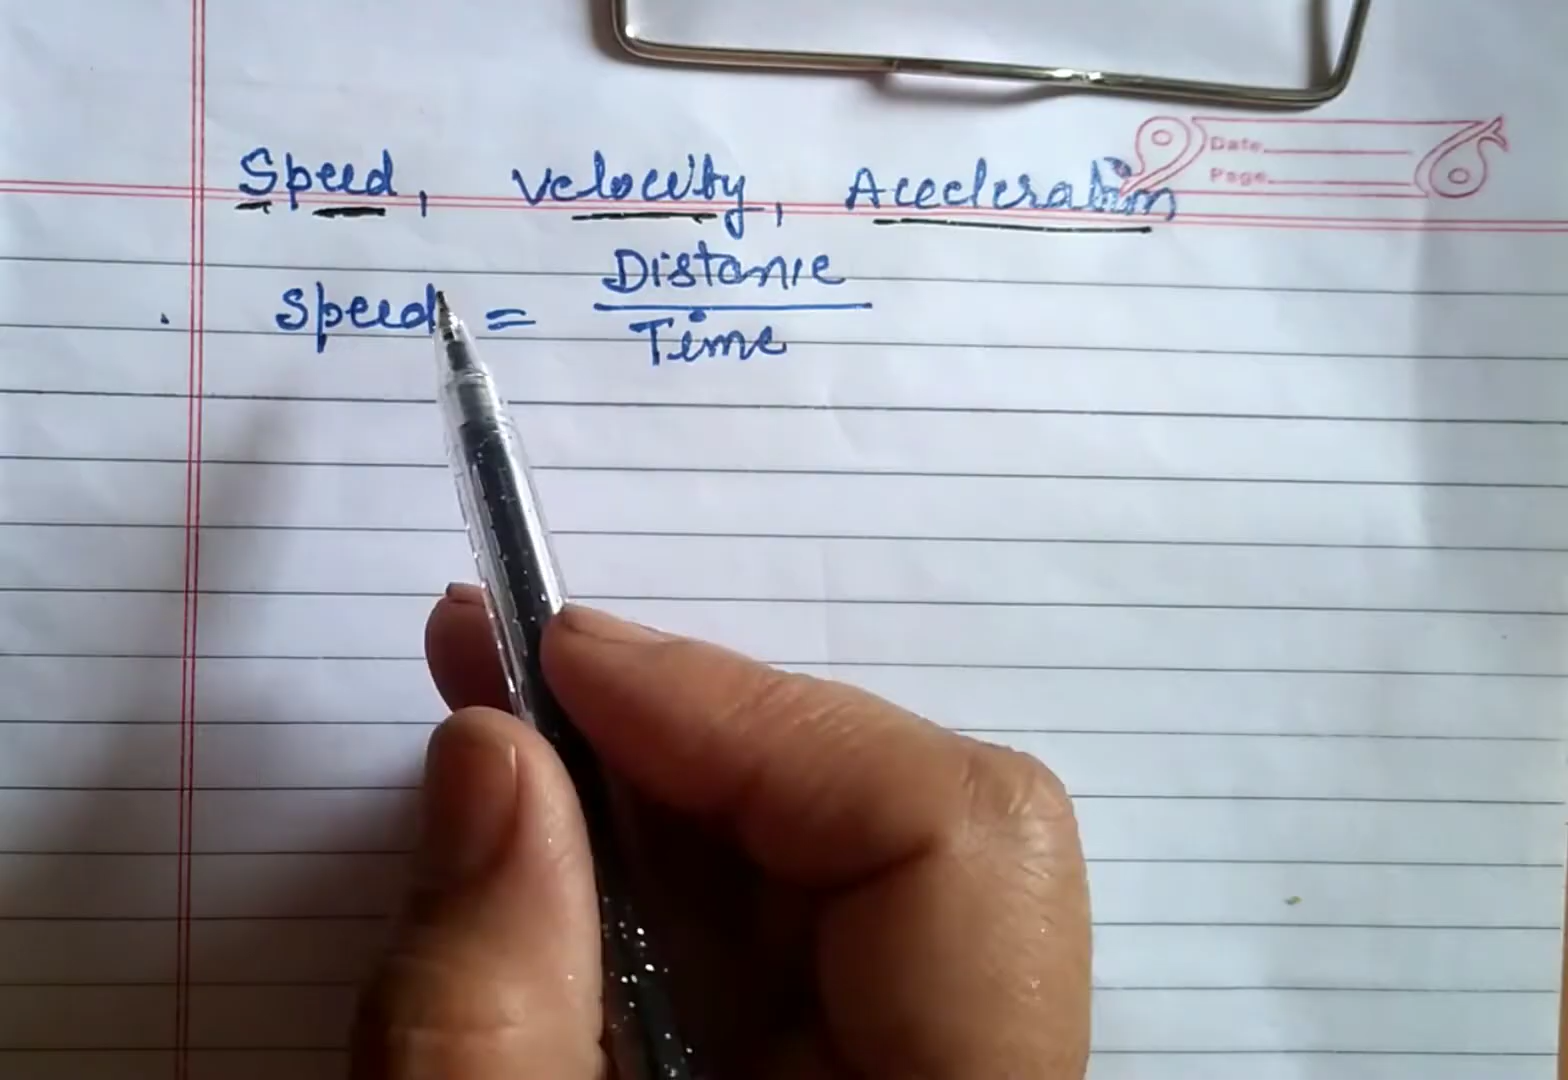 Date
Page
Speed, Velocity, Acceleration
Speed = Distance
Time